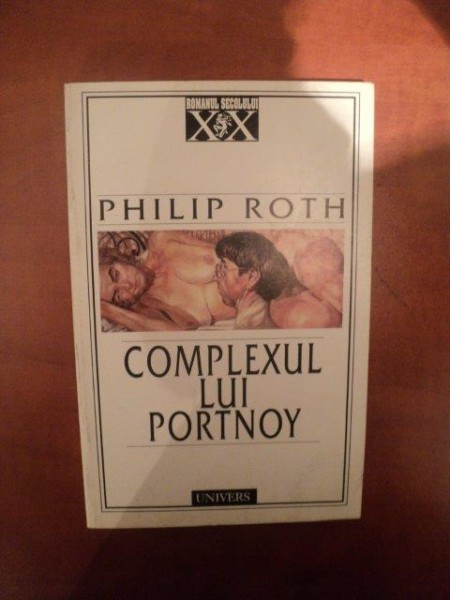 ROMANUL SECOLULUI
XX
PHILIP ROTH
COMPLEXUL
LUI
PORTNOY
UNIVERS